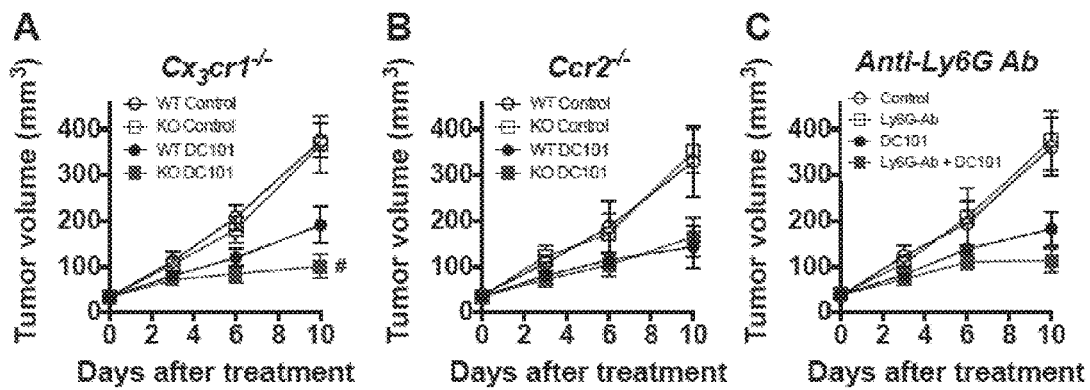 A
Cx3cr1-/-
Tumor volume (mm3)
WT Control
KO Control
WT DC101
KO DC101
400
300
200
100
0
#
0 2 4 6 8 10
Days after treatment
B
Ccr2-/-
Tumor volume (mm3)
WT Control
KO Control
WT DC101
KO DC101
400
300
200
100
0
0 2 4 6 8 10
Days after treatment
C
Anti-Ly6G Ab
Tumor volume (mm3)
Control
Ly6G-Ab
DC101
Ly6G-Ab + DC101
400
300
200
100
0
0 2 4 6 8 10
Days after treatment